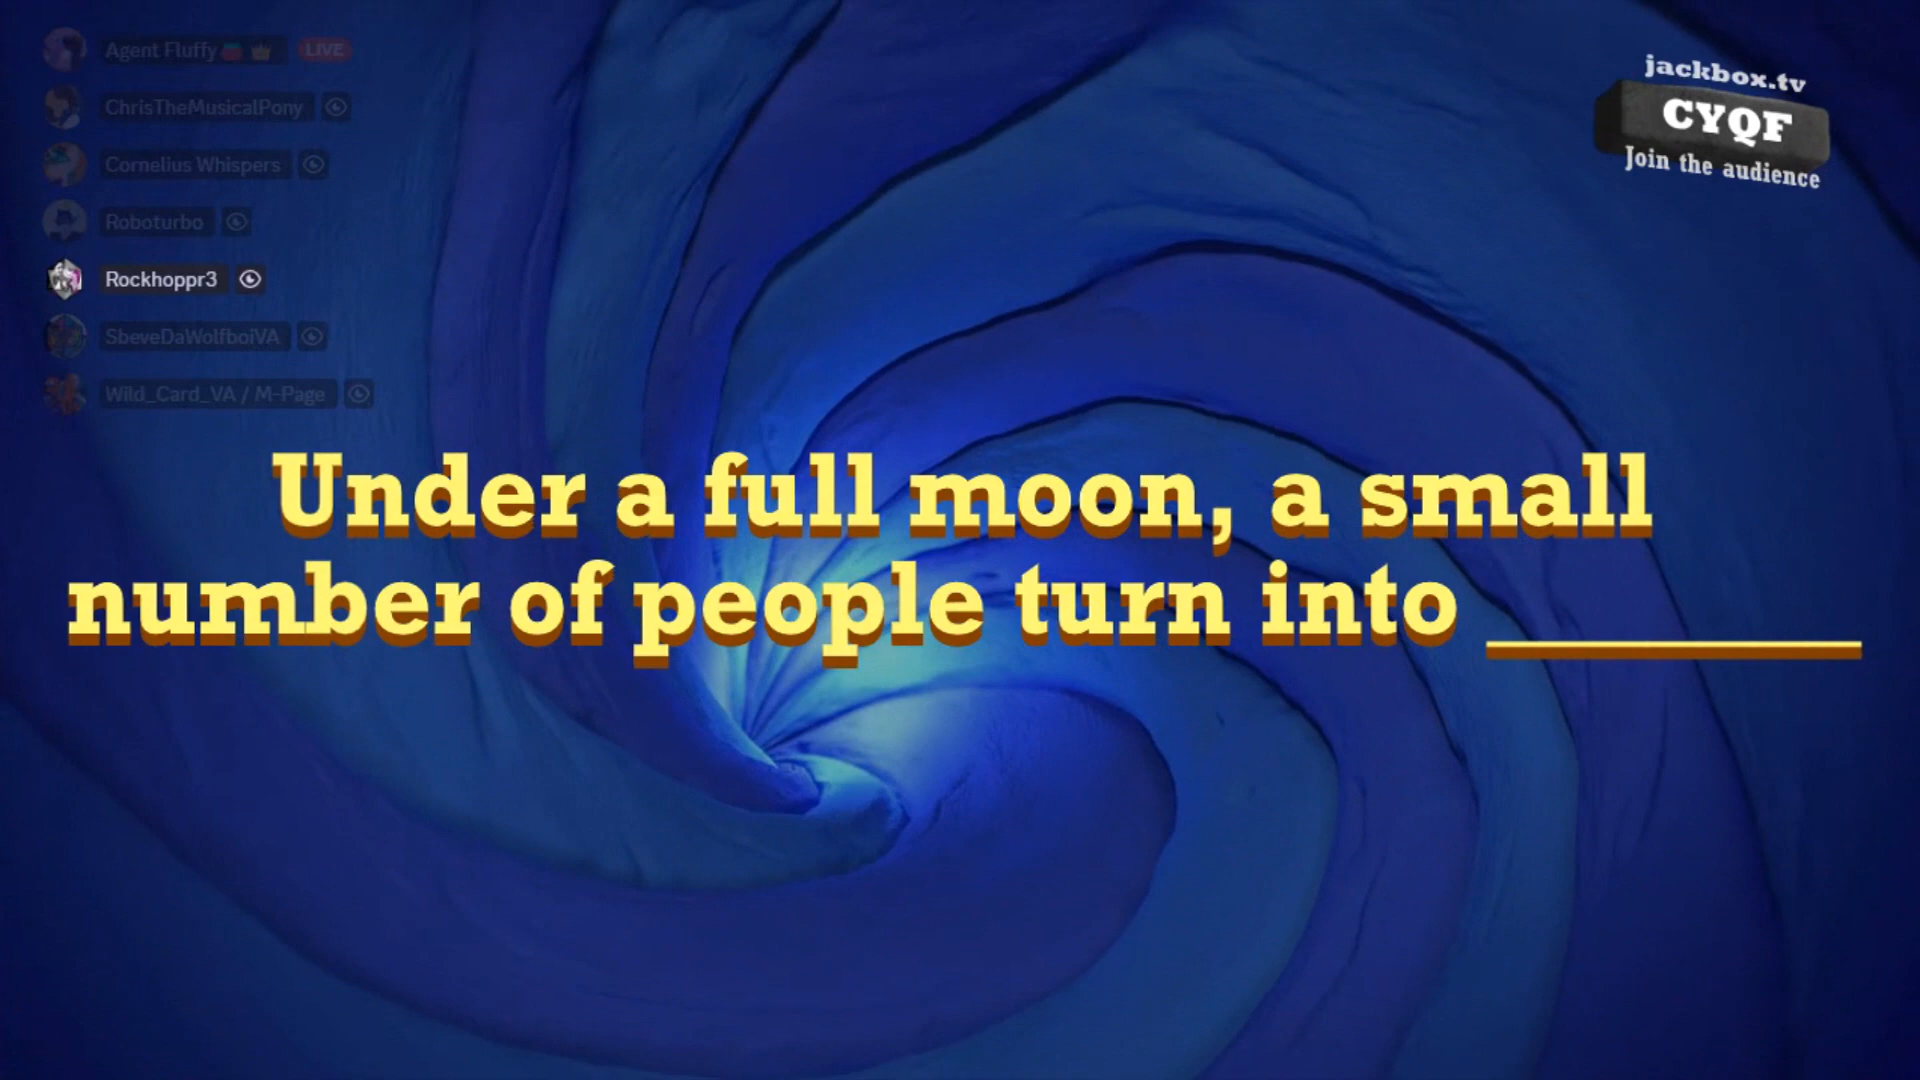 Agent Fluffy LIVE
ChrisTheMusicalPony
Cornelius Whispers
Roboturbo
Rockhoppr3
SbeveDaWolfboiVA
Wild_Card_VA / M-Page
jackbox.tv
CYQF
Join the audience
Under a full moon, a small
number of people turn into ________